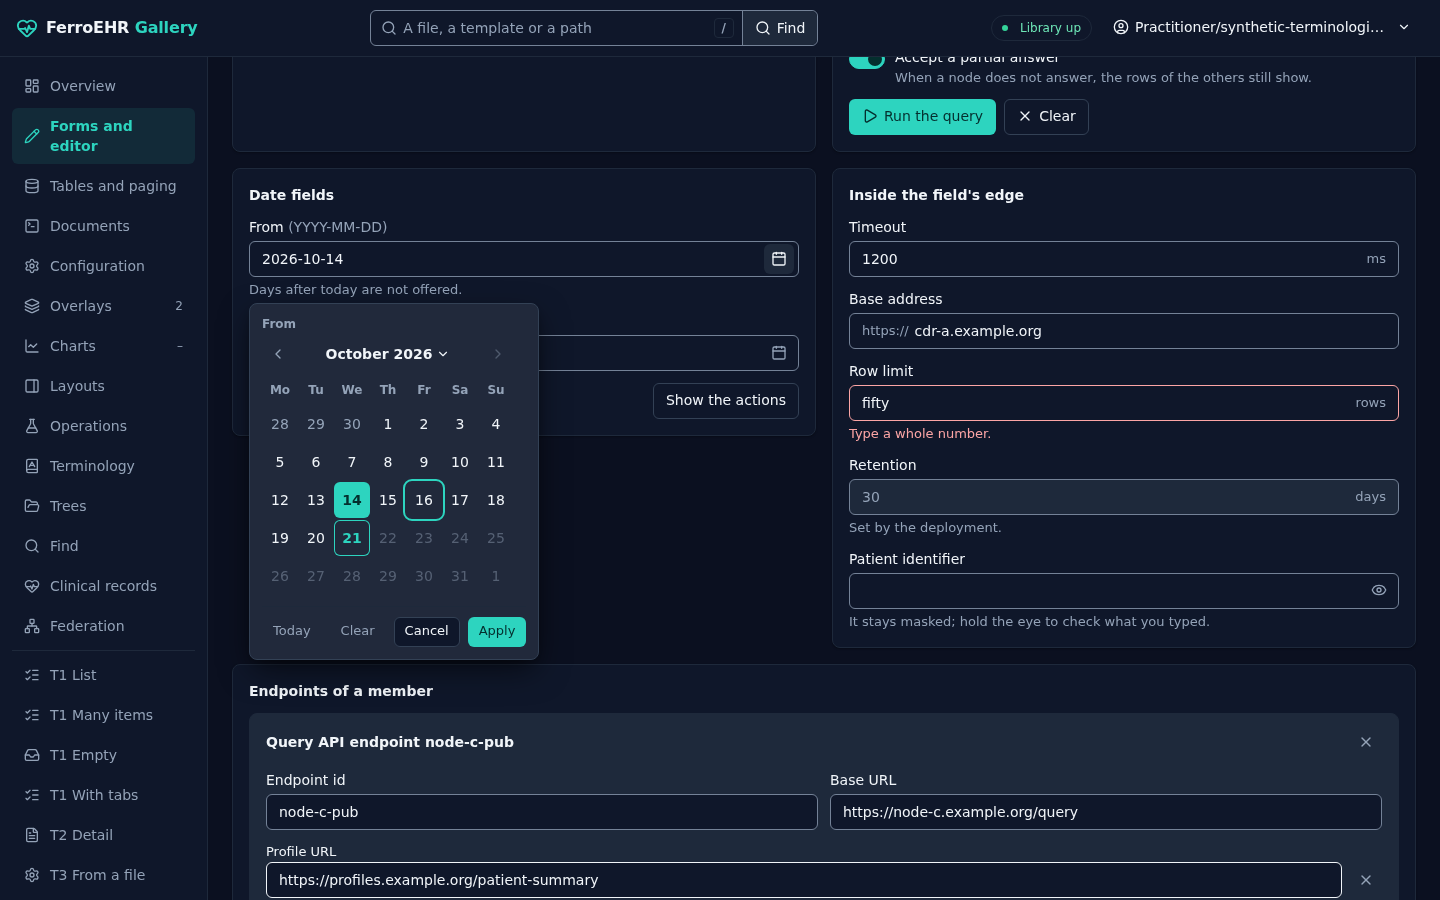 FerroEHR Gallery
A file, a template or a path
/
Find
Library up
Practitioner/synthetic-terminologi...
Overview
Forms and
editor
Tables and paging
Documents
Configuration
Overlays 2
Charts –
Layouts
Operations
Terminology
Trees
Find
Clinical records
Federation
T1 List
T1 Many items
T1 Empty
T1 With tabs
T2 Detail
T3 From a file
Accept a partial answer
When a node does not answer, the rows of the others still show.
Run the query
Clear
Date fields
From (YYYY-MM-DD)
2026-10-14
Days after today are not offered.
From
October 2026
Mo Tu We Th Fr Sa Su
28 29 30 1 2 3 4
5 6 7 8 9 10 11
12 13 14 15 16 17 18
19 20 21 22 23 24 25
26 27 28 29 30 31 1
Today
Clear
Cancel
Apply
Show the actions
Inside the field's edge
Timeout
1200 ms
Base address
https:// cdr-a.example.org
Row limit
fifty rows
Type a whole number.
Retention
30 days
Set by the deployment.
Patient identifier
It stays masked; hold the eye to check what you typed.
Endpoints of a member
Query API endpoint node-c-pub
Endpoint id
node-c-pub
Base URL
https://node-c.example.org/query
Profile URL
https://profiles.example.org/patient-summary